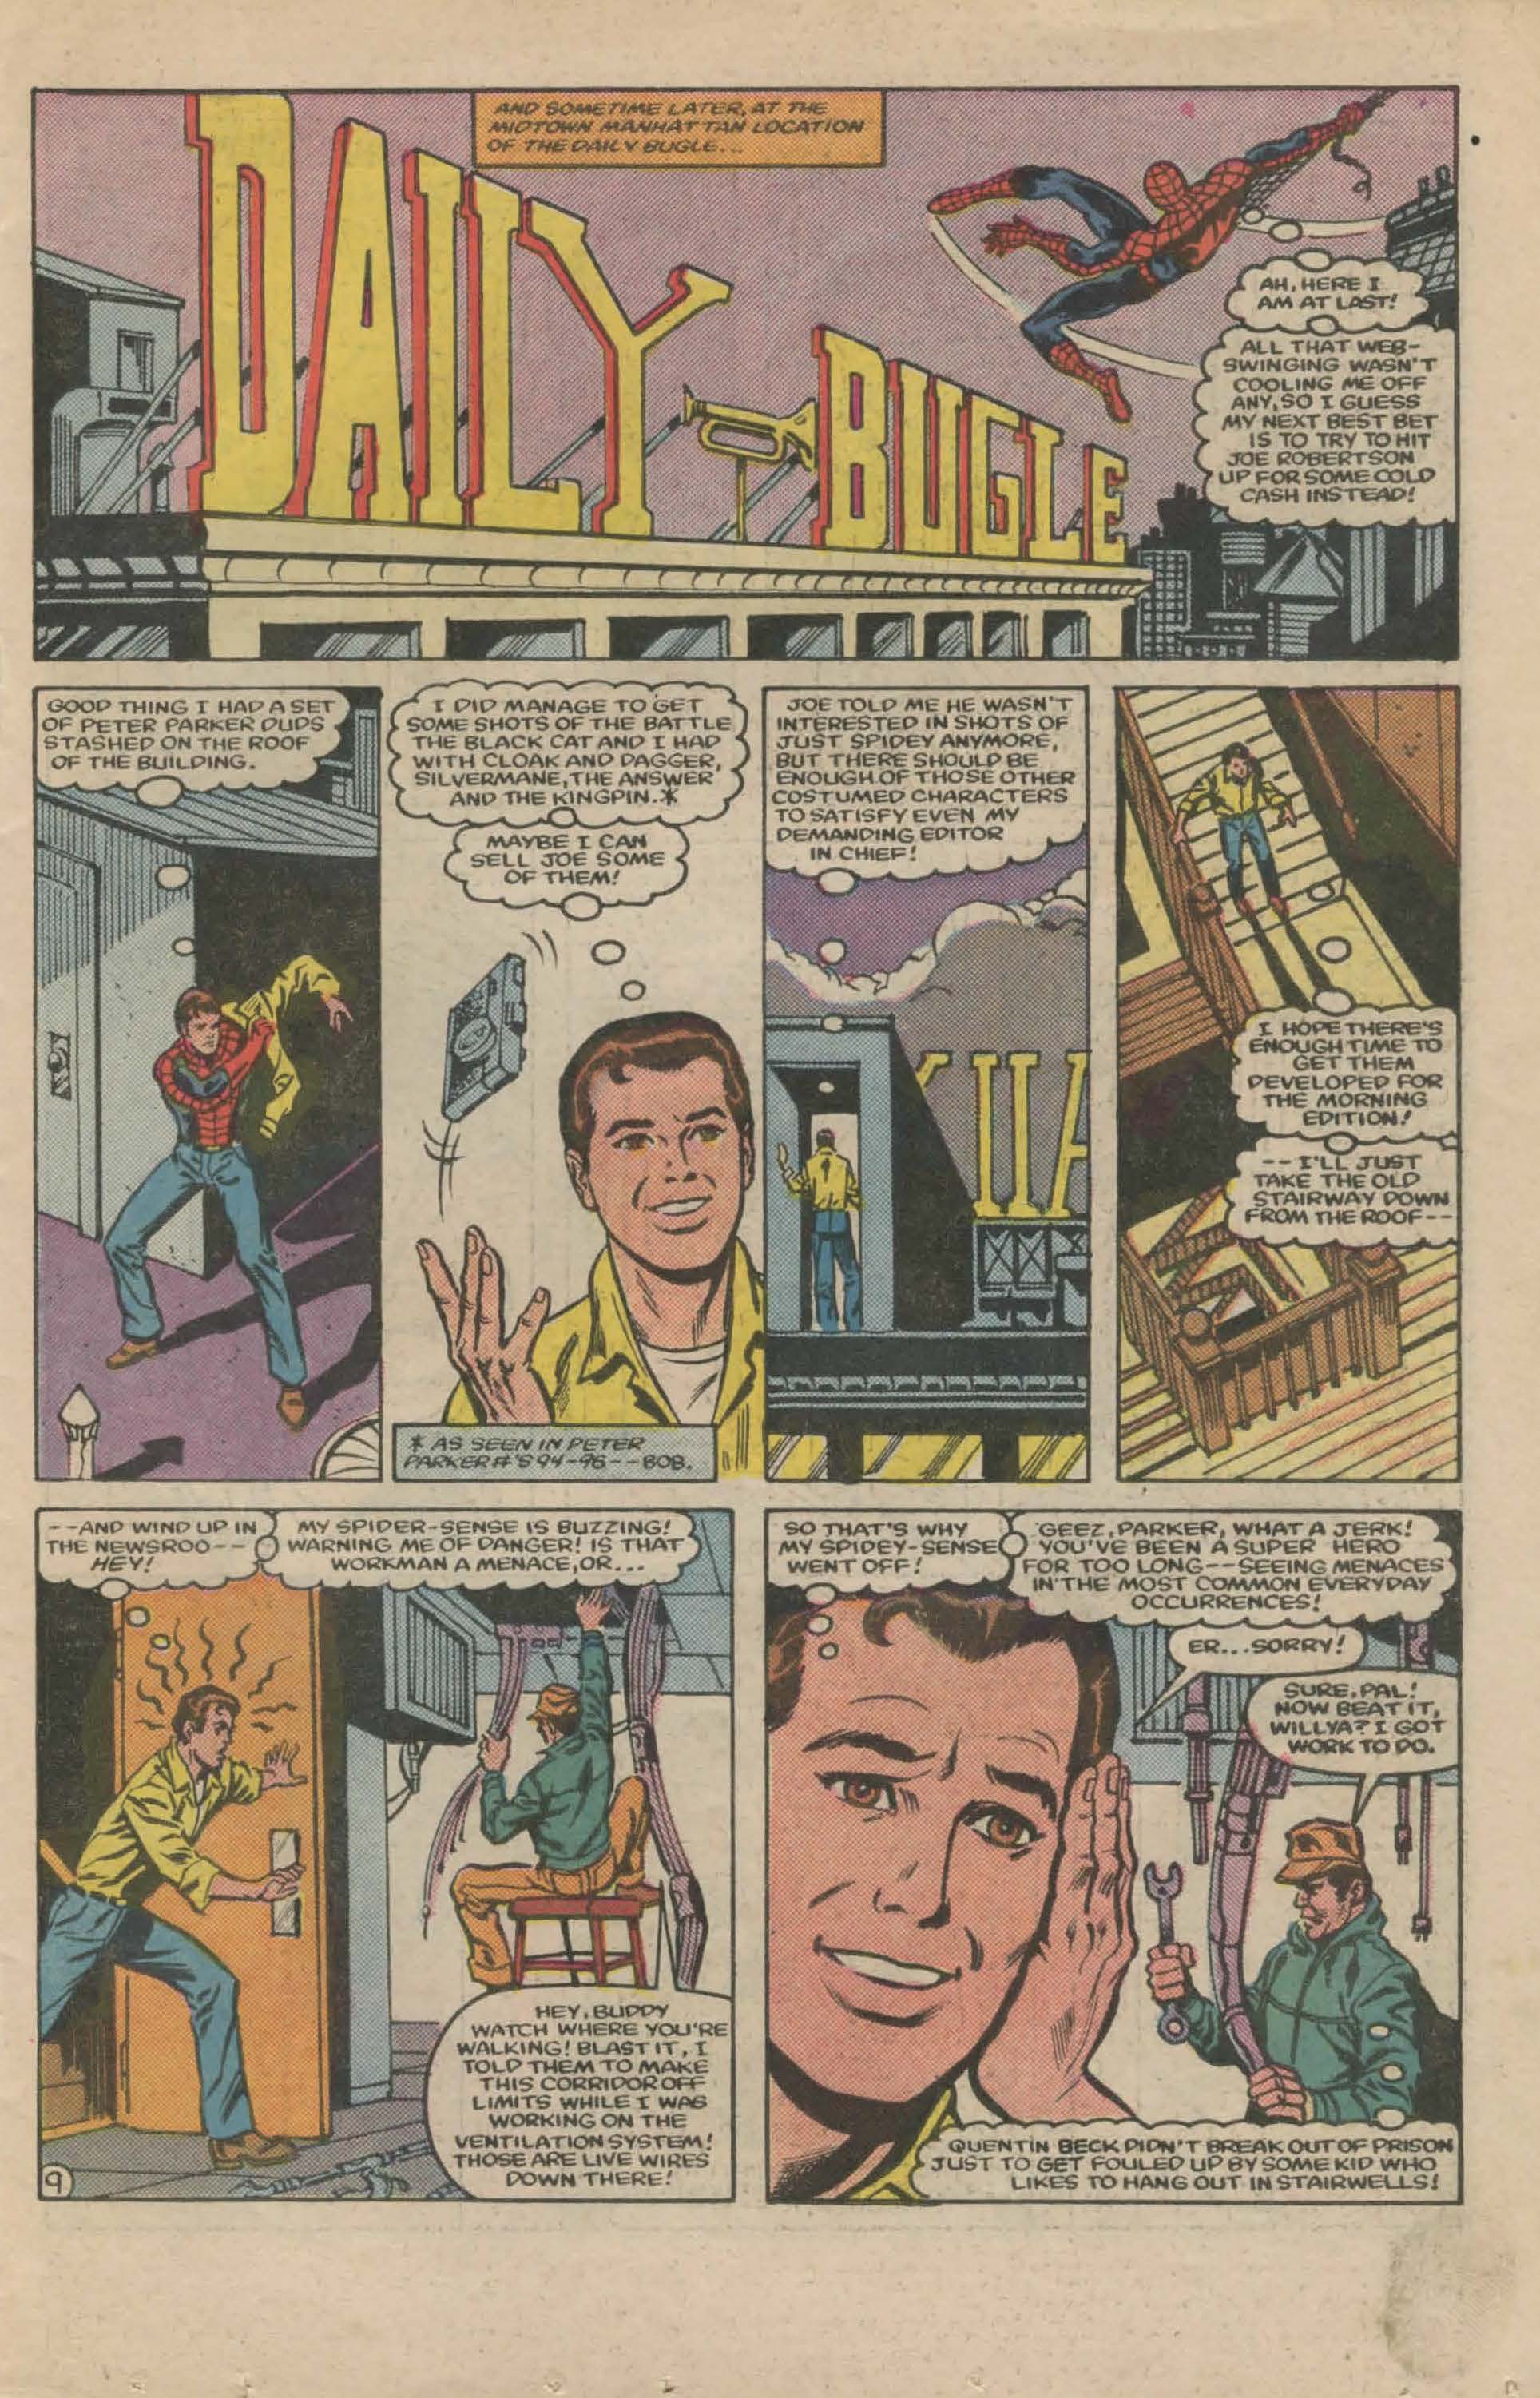 AND SOMETIME LATER, AT THE
MIDTOWN MANHATTAN LOCATION
OF THE DAILY BUGLE...
DAILY BUGLE
AH, HERE I
AM AT LAST!
ALL THAT WEB-
SWINGING WASN'T
COOLING ME OFF
ANY, SO I GUESS
MY NEXT BEST BET
IS TO TRY TO HIT
JOE ROBERTSON
UP FOR SOME COLD
CASH INSTEAD!
GOOD THING I HAD A SET
OF PETER PARKER DUDS
STASHED ON THE ROOF
OF THE BUILDING.
I DID MANAGE TO GET
SOME SHOTS OF THE BATTLE
THE BLACK CAT AND I HAD
WITH CLOAK AND DAGGER,
SILVERMANE, THE ANSWER
AND THE KINGPIN.*
MAYBE I CAN
SELL JOE SOME
OF THEM!
* AS SEEN IN PETER
PARKER #'S 94-96--BOB.
JOE TOLD ME HE WASN'T
INTERESTED IN SHOTS OF
JUST SPIDEY ANYMORE,
BUT THERE SHOULD BE
ENOUGH OF THOSE OTHER
COSTUMED CHARACTERS
TO SATISFY EVEN MY
DEMANDING EDITOR
IN CHIEF!
I HOPE THERE'S
ENOUGH TIME TO
GET THEM
DEVELOPED FOR
THE MORNING
EDITION!
--I'LL JUST
TAKE THE OLD
STAIRWAY DOWN
FROM THE ROOF--
--AND WIND UP IN
THE NEWSROO--
HEY!
MY SPIDER-SENSE IS BUZZING!
WARNING ME OF DANGER! IS THAT
WORKMAN A MENACE, OR...
HEY, BUDDY
WATCH WHERE YOU'RE
WALKING! BLAST IT, I
TOLD THEM TO MAKE
THIS CORRIDOR OFF
LIMITS WHILE I WAS
WORKING ON THE
VENTILATION SYSTEM!
THOSE ARE LIVE WIRES
DOWN THERE!
9
SO THAT'S WHY
MY SPIDEY-SENSE
WENT OFF!
GEEZ, PARKER, WHAT A JERK!
YOU'VE BEEN A SUPER HERO
FOR TOO LONG--SEEING MENACES
IN THE MOST COMMON EVERYDAY
OCCURRENCES!
ER...SORRY!
SURE, PAL!
NOW BEAT IT,
WILLYA? I GOT
WORK TO DO.
QUENTIN BECK DIDN'T BREAK OUT OF PRISON
JUST TO GET FOULED UP BY SOME KID WHO
LIKES TO HANG OUT IN STAIRWELLS!